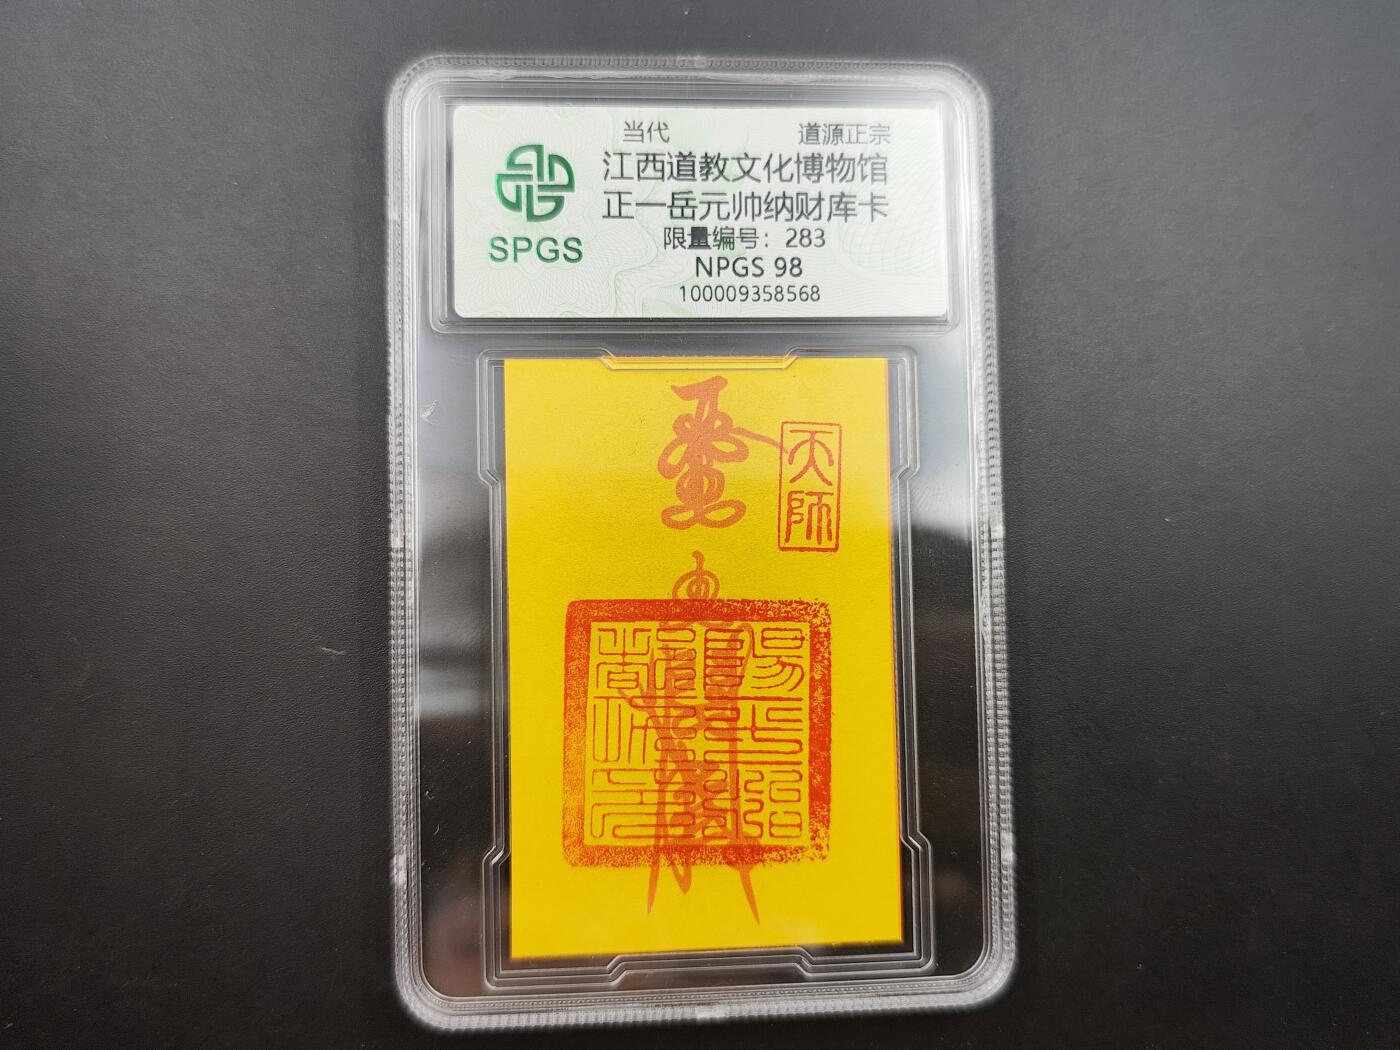 当代 道源正宗
江西道教文化博物馆
正一岳元帅纳财库卡
限量编号：283
NPGS 98
100009358568
SPGS
天师